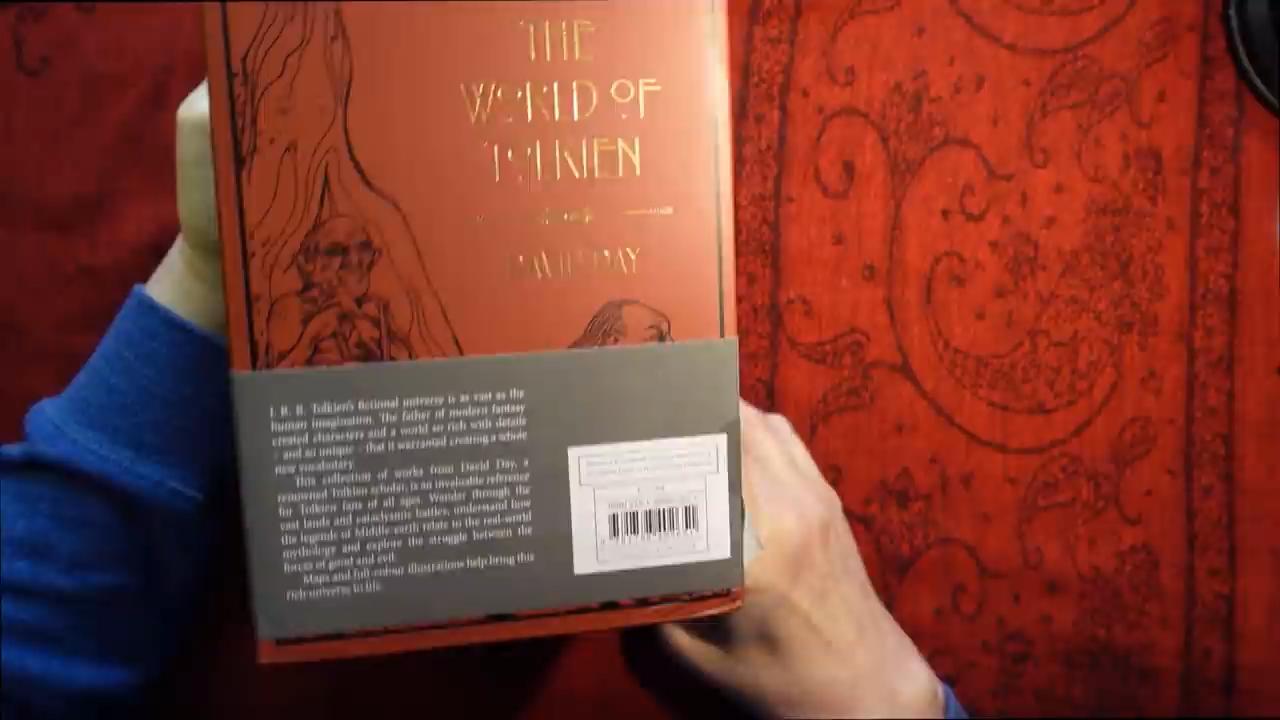 THE
WORLD OF
TOLKIEN
DAVID DAY
J. R. R. Tolkien's fictional universe is as vast as the
human imagination. The father of modern fantasy
created characters and a world so rich with details
– and so unique – that it warranted creating a whole
new vocabulary.
This collection of works from David Day, a
renowned Tolkien scholar, is an invaluable reference
for Tolkien fans of all ages. Wander through the
vast lands and cataclysmic battles, understand how
the legends of Middle-earth relate to the real-world
mythology and explore the struggle between the
forces of good and evil.
Maps and full-colour illustrations help bring this
rich universe to life.